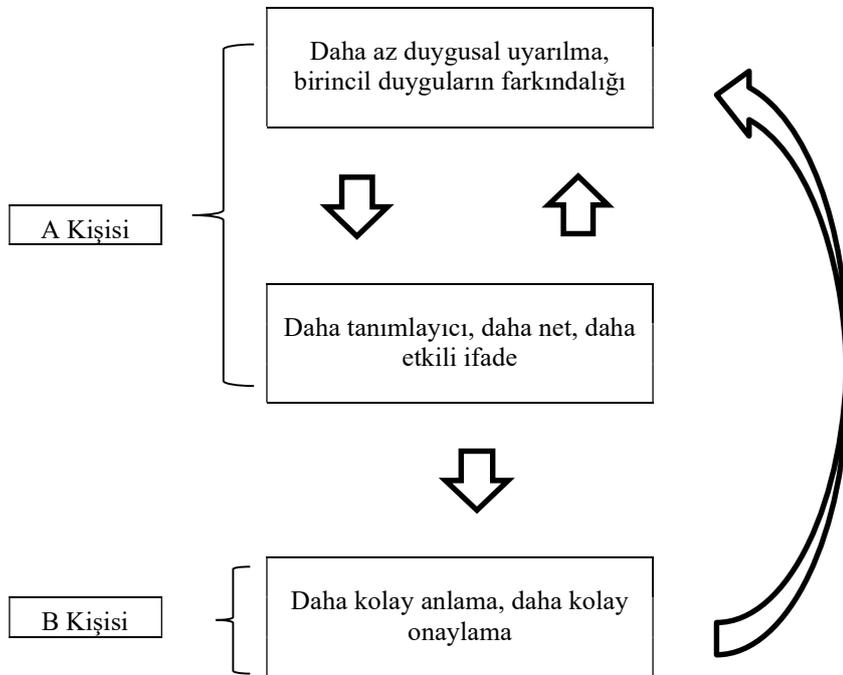 Daha az duygusal uyarılma,
birincil duyguların farkındalığı
A Kişisi
Daha tanımlayıcı, daha net, daha
etkili ifade
B Kişisi
Daha kolay anlama, daha kolay
onaylama